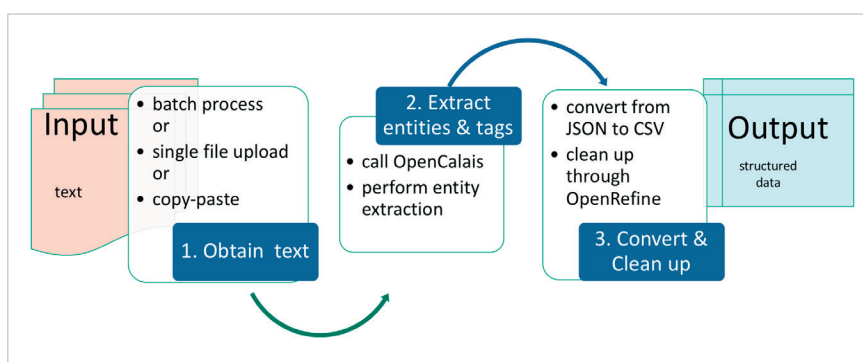 Input
text
• batch process
or
• single file upload
or
• copy-paste
1. Obtain text
2. Extract
entities & tags
• call OpenCalais
• perform entity
extraction
• convert from
JSON to CSV
• clean up
through
OpenRefine
3. Convert &
Clean up
Output
structured
data